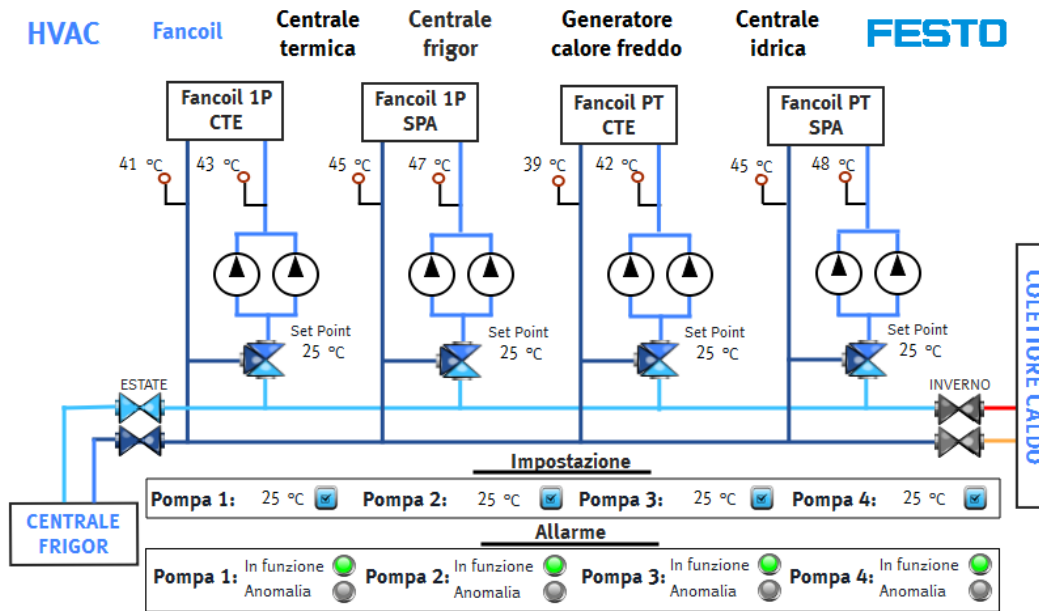 HVAC
Fancoil
Centrale
termica
Centrale
frigor
Generatore
calore freddo
Centrale
idrica
FESTO
Fancoil 1P
CTE
Fancoil 1P
SPA
Fancoil PT
CTE
Fancoil PT
SPA
41 °C
43 °C
45 °C
47 °C
39 °C
42 °C
45 °C
48 °C
Set Point
25 °C
Set Point
25 °C
Set Point
25 °C
Set Point
25 °C
ESTATE
INVERNO
COLETTORE CALDO
CENTRALE
FRIGOR
Impostazione
Pompa 1: 25 °C
Pompa 2: 25 °C
Pompa 3: 25 °C
Pompa 4: 25 °C
Allarme
Pompa 1: In funzione
Anomalia
Pompa 2: In funzione
Anomalia
Pompa 3: In funzione
Anomalia
Pompa 4: In funzione
Anomalia